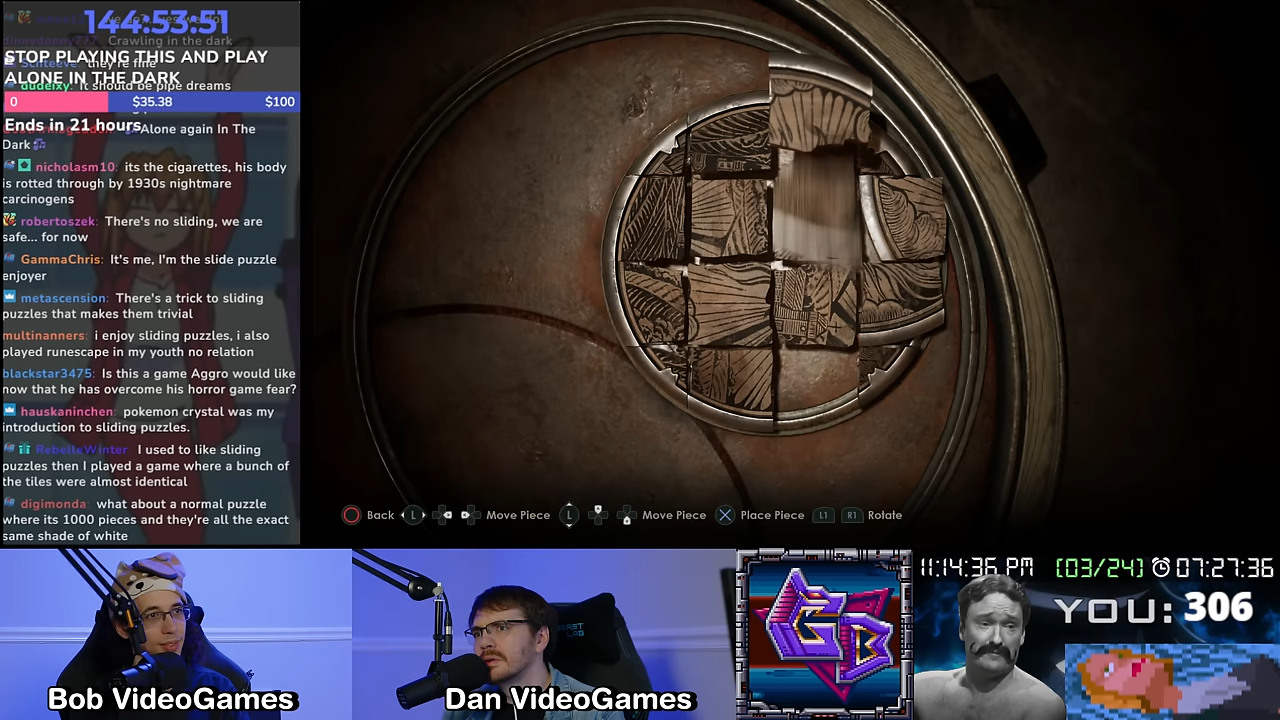 144:53:51
Crawling in the dark
STOP PLAYING THIS AND PLAY
they're fine
ALONE IN THE DARK
dudeixy: It should be pipe dreams
0 $35.38 $100
Ends in 21 hours
Alone again In The
Dark
nicholasm10: its the cigarettes, his body
is rotted through by 1930s nightmare
carcinogens
robertoszek: There's no sliding, we are
safe... for now
GammaChris: It's me, I'm the slide puzzle
enjoyer
metascension: There's a trick to sliding
puzzles that makes them trivial
multinanners: i enjoy sliding puzzles, i also
played runescape in my youth no relation
blackstar3475: Is this a game Aggro would like
now that he has overcome his horror game fear?
hauskaninchen: pokemon crystal was my
introduction to sliding puzzles.
RebelleWinter I used to like sliding
puzzles then I played a game where a bunch of
the tiles were almost identical
digimonda: what about a normal puzzle
where its 1000 pieces and they're all the exact
same shade of white
Back L Move Piece L Move Piece Place Piece L1 R1 Rotate
11:14:36 PM [03/24] 07:27:36
YOU: 306
GB
Bob VideoGames
Dan VideoGames